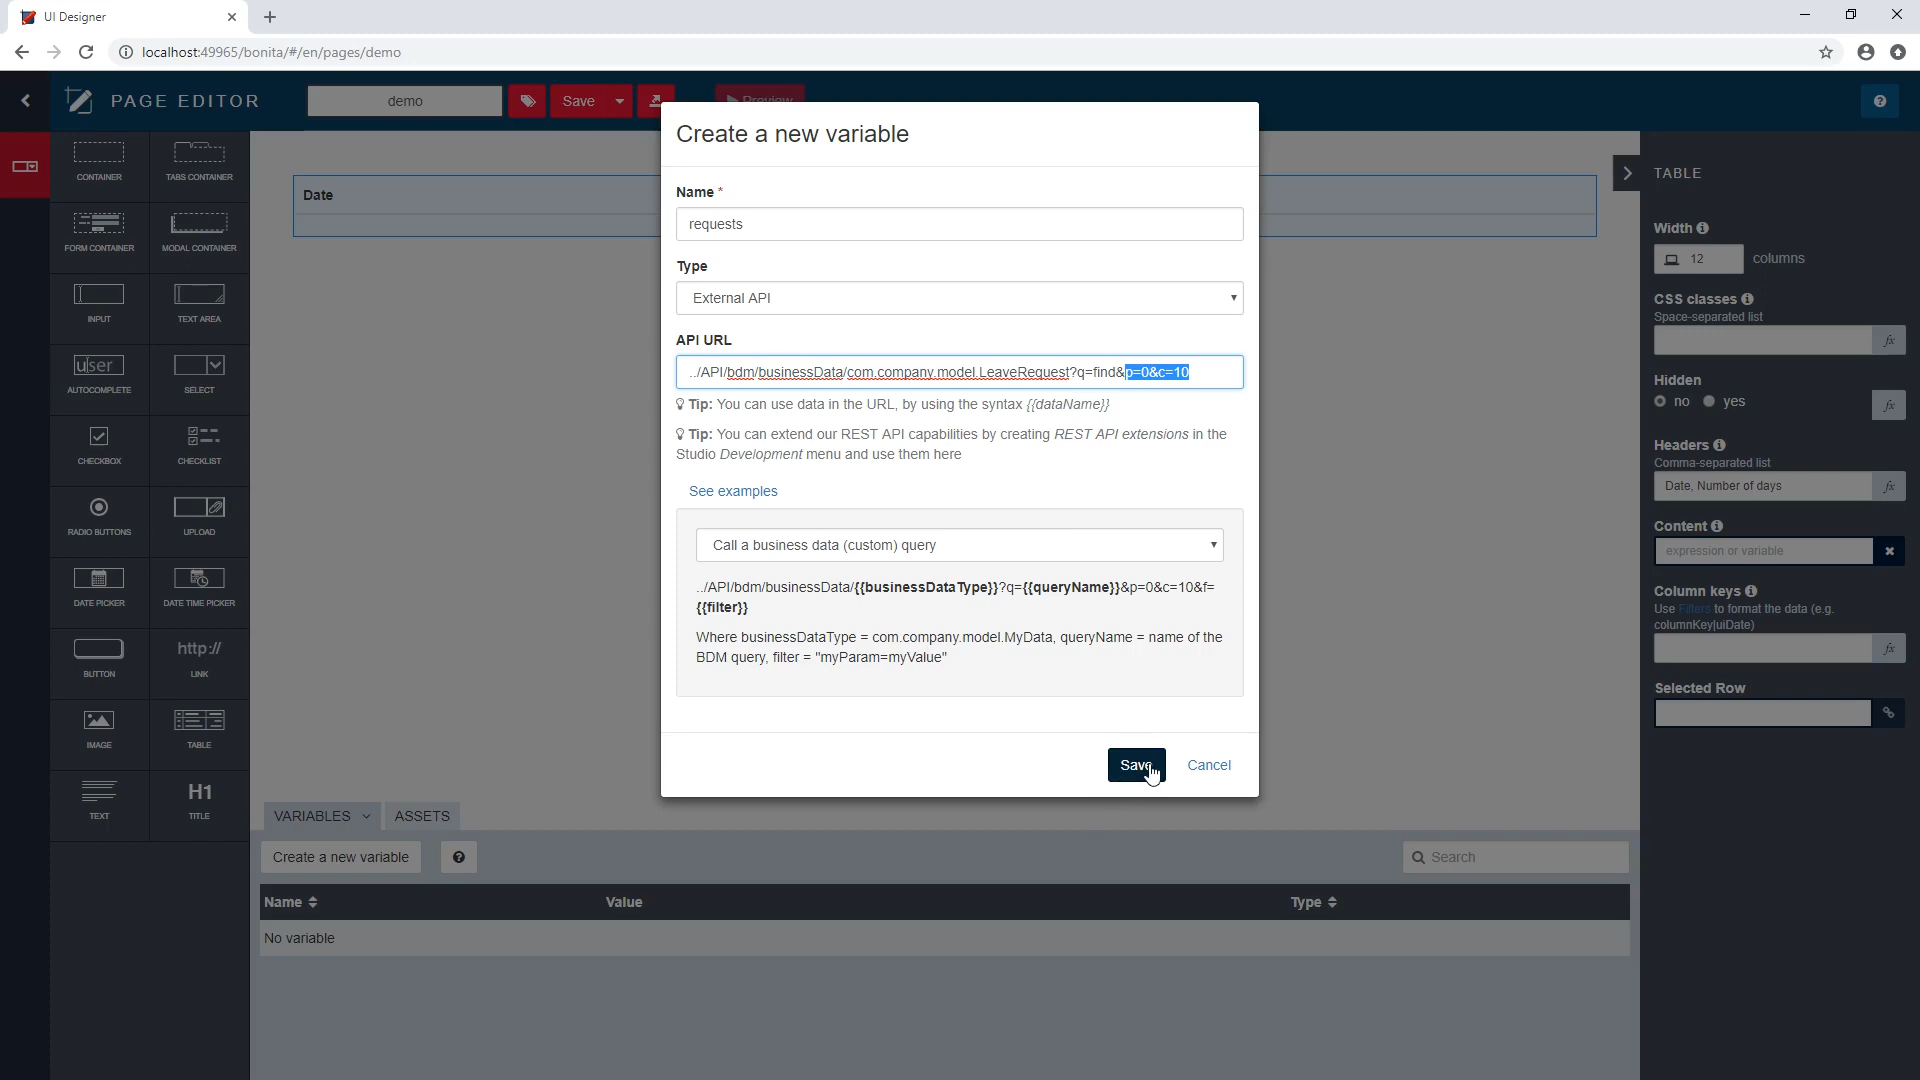 UI Designer
localhost:49965/bonita/#/en/pages/demo
PAGE EDITOR
demo
Save
Preview
CONTAINER
TABS CONTAINER
FORM CONTAINER
MODAL CONTAINER
INPUT
TEXT AREA
user
AUTOCOMPLETE
SELECT
CHECKBOX
CHECKLIST
RADIO BUTTONS
UPLOAD
DATE PICKER
DATE TIME PICKER
http://
BUTTON
LINK
IMAGE
TABLE
H1
TEXT
TITLE
Date
Create a new variable
Name *
requests
Type
External API
API URL
../API/bdm/businessData/com.company.model.LeaveRequest?q=find&p=0&c=10
Tip: You can use data in the URL, by using the syntax {{dataName}}
Tip: You can extend our REST API capabilities by creating REST API extensions in the
Studio Development menu and use them here
See examples
Call a business data (custom) query
../API/bdm/businessData/{{businessDataType}}?q={{queryName}}&p=0&c=10&f=
{{filter}}
Where businessDataType = com.company.model.MyData, queryName = name of the
BDM query, filter = "myParam=myValue"
Save
Cancel
VARIABLES
ASSETS
Create a new variable
Search
Name
Value
Type
No variable
TABLE
Width
12
columns
CSS classes
Space-separated list
fx
Hidden
no
yes
fx
Headers
Comma-separated list
Date, Number of days
fx
Content
expression or variable
Column keys
Use Filters to format the data (e.g.
columnKey|uiDate)
fx
Selected Row